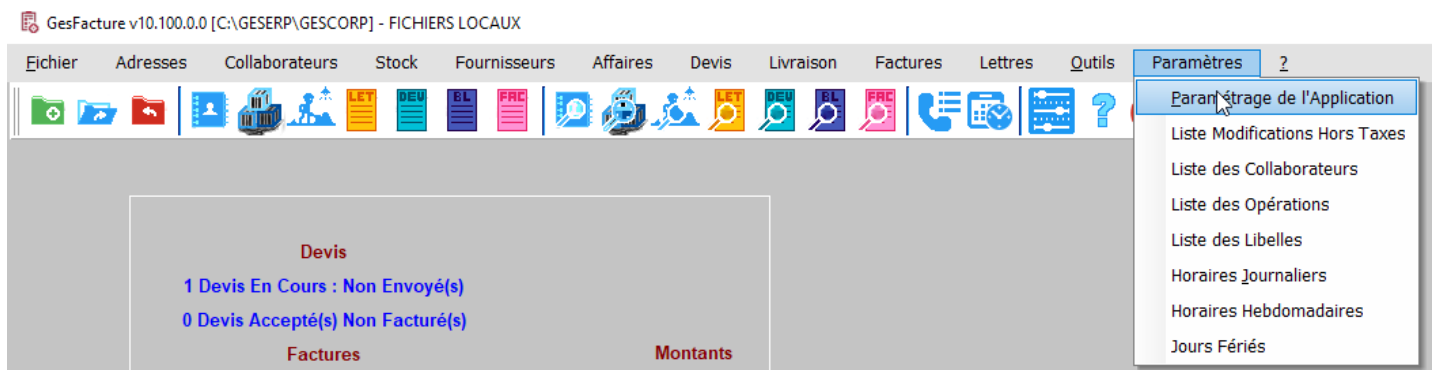 GesFacture v10.100.0.0 [C:\GESERP\GESCORP] - FICHIERS LOCAUX
Fichier Adresses Collaborateurs Stock Fournisseurs Affaires Devis Livraison Factures Lettres Outils Paramètres ?
LET DEV BL FAC LET DEV BL FAC ?
Paramétrage de l'Application
Liste Modifications Hors Taxes
Liste des Collaborateurs
Liste des Opérations
Liste des Libelles
Horaires Journaliers
Horaires Hebdomadaires
Jours Fériés
Devis
1 Devis En Cours : Non Envoyé(s)
0 Devis Accepté(s) Non Facturé(s)
Factures Montants